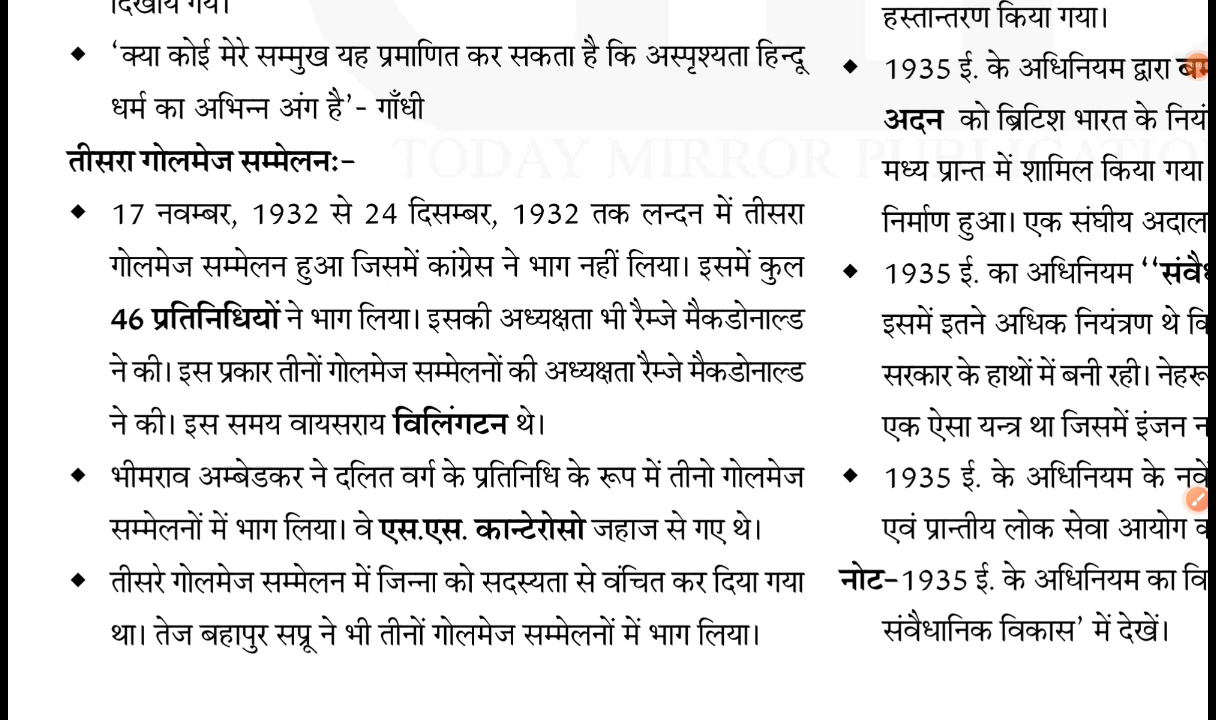 दिखाये गये।
‘क्या कोई मेरे सम्मुख यह प्रमाणित कर सकता है कि अस्पृश्यता हिन्दू
धर्म का अभिन्न अंग है’- गाँधी
तीसरा गोलमेज सम्मेलनः-
17 नवम्बर, 1932 से 24 दिसम्बर, 1932 तक लन्दन में तीसरा
गोलमेज सम्मेलन हुआ जिसमें कांग्रेस ने भाग नहीं लिया। इसमें कुल
46 प्रतिनिधियों ने भाग लिया। इसकी अध्यक्षता भी रैम्जे मैकडोनाल्ड
ने की। इस प्रकार तीनों गोलमेज सम्मेलनों की अध्यक्षता रैम्जे मैकडोनाल्ड
ने की। इस समय वायसराय विलिंगटन थे।
भीमराव अम्बेडकर ने दलित वर्ग के प्रतिनिधि के रूप में तीनो गोलमेज
सम्मेलनों में भाग लिया। वे एस.एस. कान्टेरोसो जहाज से गए थे।
तीसरे गोलमेज सम्मेलन में जिन्ना को सदस्यता से वंचित कर दिया गया
था। तेज बहापुर सप्रू ने भी तीनों गोलमेज सम्मेलनों में भाग लिया।
हस्तान्तरण किया गया।
1935 ई. के अधिनियम द्वारा
अदन को ब्रिटिश भारत के
मध्य प्रान्त में शामिल किया गया
निर्माण हुआ। एक संघीय
1935 ई. का अधिनियम “
इसमें इतने अधिक नियंत्रण थे
सरकार के हाथों में बनी रही।
एक ऐसा यन्त्र था जिसमें इंजन
1935 ई. के अधिनियम के
एवं प्रान्तीय लोक सेवा आयोग
नोट-1935 ई. के अधिनियम का
संवैधानिक विकास’ में देखें।
TODAY MIRROR